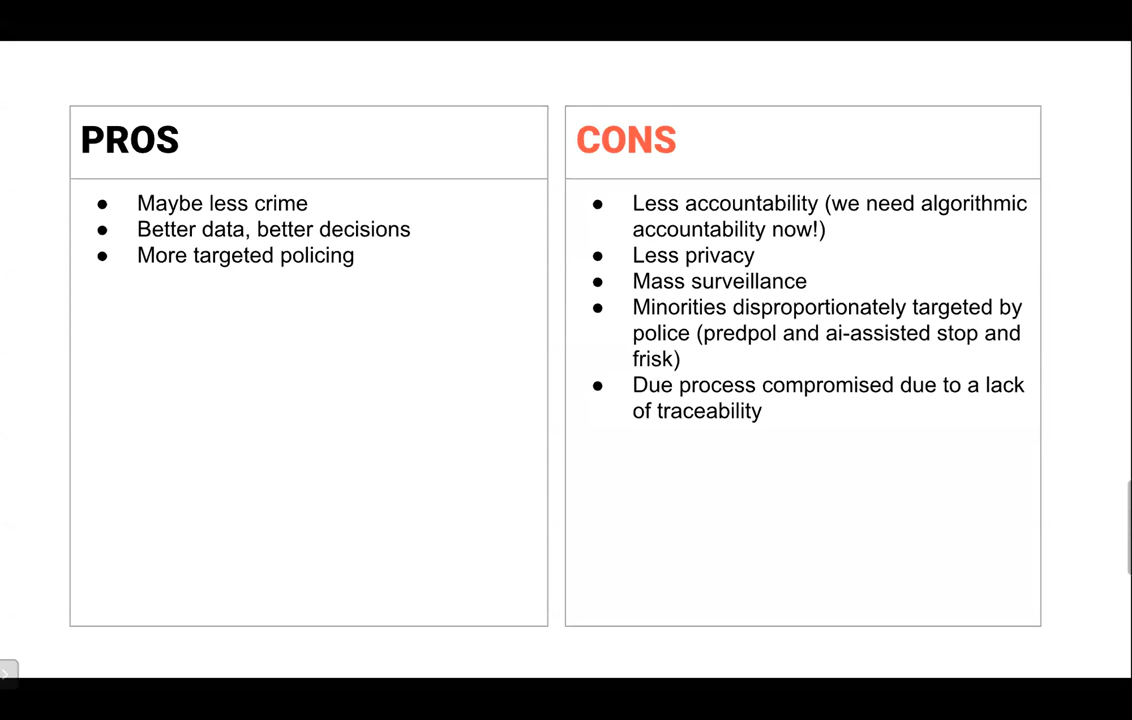 PROS
● Maybe less crime
● Better data, better decisions
● More targeted policing
CONS
● Less accountability (we need algorithmic
accountability now!)
● Less privacy
● Mass surveillance
● Minorities disproportionately targeted by
police (predpol and ai-assisted stop and
frisk)
● Due process compromised due to a lack
of traceability